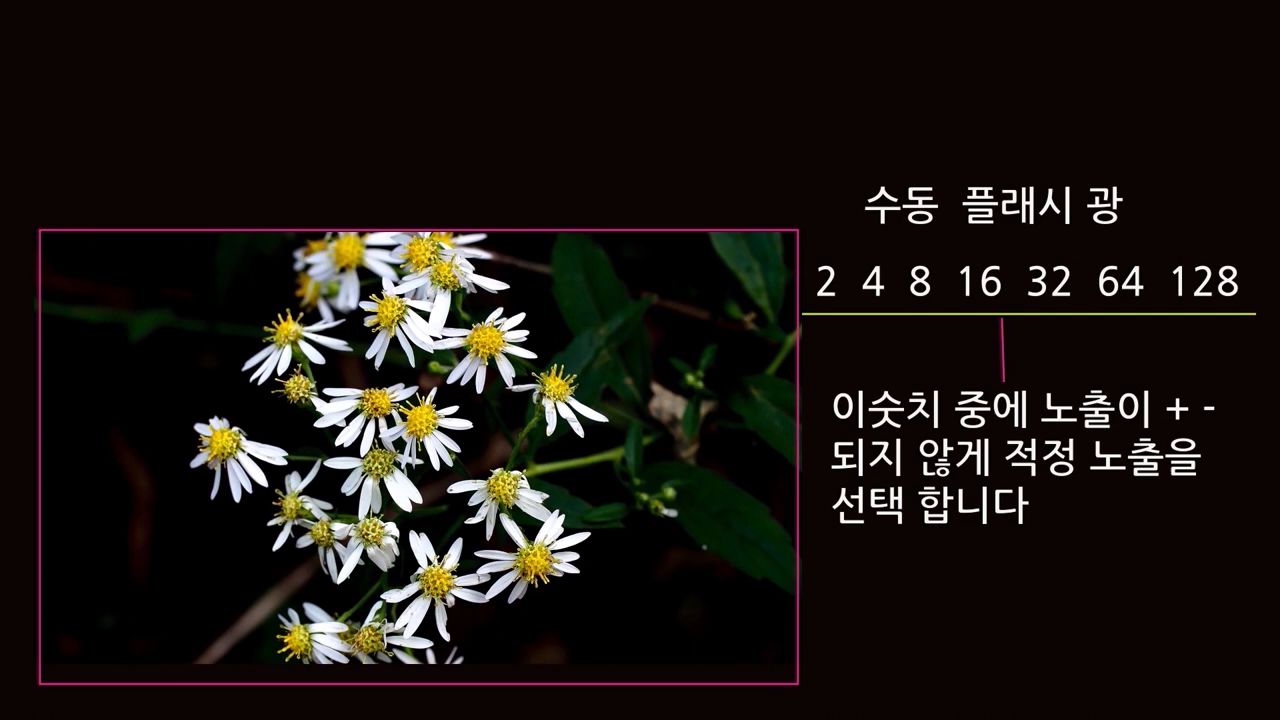 수동 플래시 광
2 4 8 16 32 64 128
이숫치 중에 노출이 + -
되지 않게 적정 노출을
선택 합니다